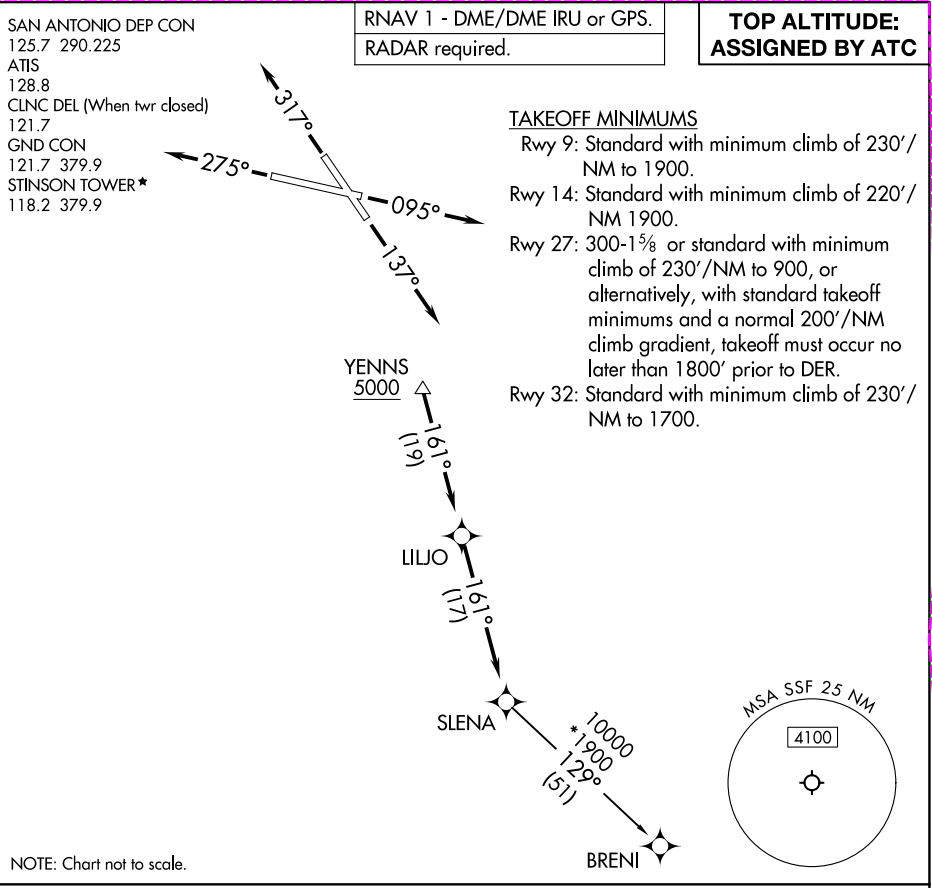 SAN ANTONIO DEP CON
125.7 290.225
ATIS
128.8
CLNC DEL (When twr closed)
121.7
GND CON
121.7 379.9
STINSON TOWER★
118.2 379.9
RNAV 1 - DME/DME IRU or GPS.
RADAR required.
TOP ALTITUDE:
ASSIGNED BY ATC
317°
275°
095°
137°
TAKEOFF MINIMUMS
Rwy 9: Standard with minimum climb of 230'/
NM to 1900.
Rwy 14: Standard with minimum climb of 220'/
NM 1900.
Rwy 27: 300-1⅝ or standard with minimum
climb of 230'/NM to 900, or
alternatively, with standard takeoff
minimums and a normal 200'/NM
climb gradient, takeoff must occur no
later than 1800' prior to DER.
Rwy 32: Standard with minimum climb of 230'/
NM to 1700.
YENNS
5000
161°
(19)
LILJO
161°
(17)
SLENA
10000
*1900
129°
(51)
BRENI
MSA SSF 25 NM
4100
NOTE: Chart not to scale.